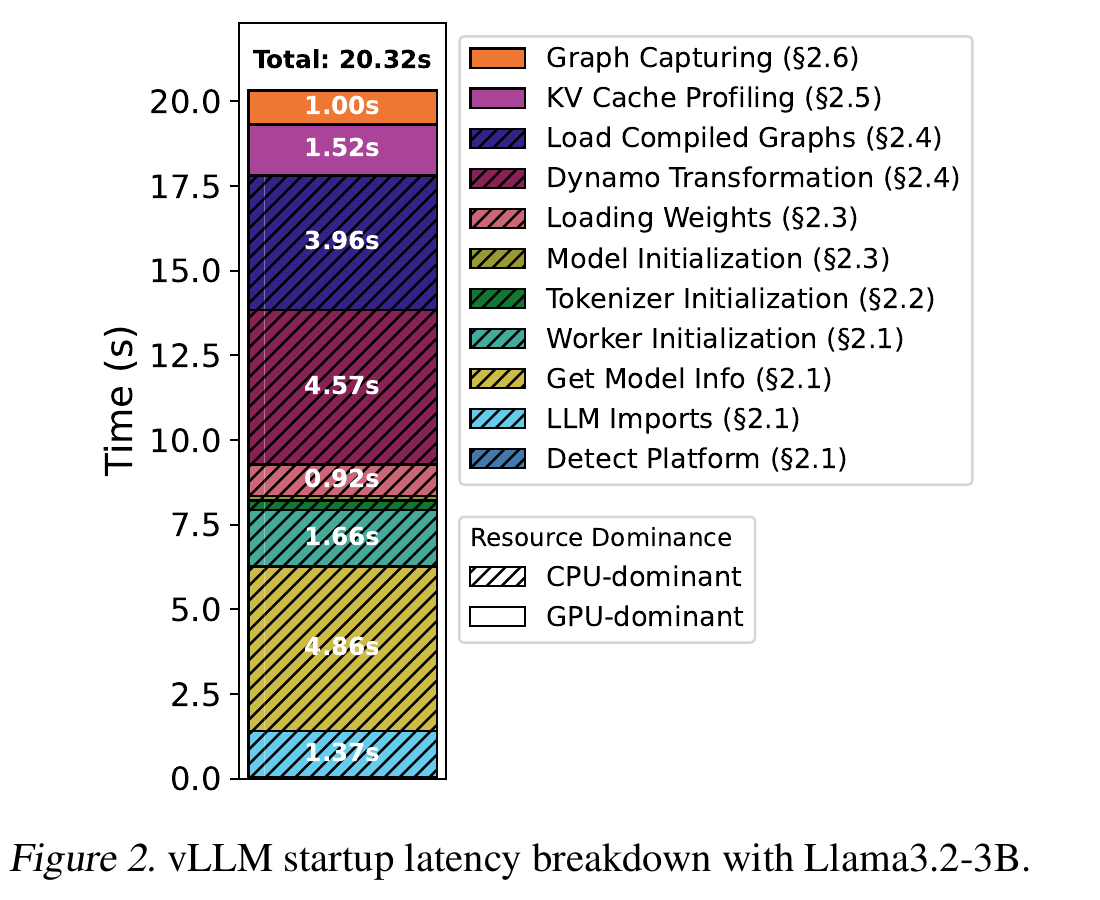 Total: 20.32s
20.0
17.5
15.0
12.5
10.0
7.5
5.0
2.5
0.0
Time (s)
1.00s
1.52s
3.96s
4.57s
0.92s
1.66s
4.86s
1.37s
Graph Capturing (§2.6)
KV Cache Profiling (§2.5)
Load Compiled Graphs (§2.4)
Dynamo Transformation (§2.4)
Loading Weights (§2.3)
Model Initialization (§2.3)
Tokenizer Initialization (§2.2)
Worker Initialization (§2.1)
Get Model Info (§2.1)
LLM Imports (§2.1)
Detect Platform (§2.1)
Resource Dominance
CPU-dominant
GPU-dominant
Figure 2. vLLM startup latency breakdown with Llama3.2-3B.